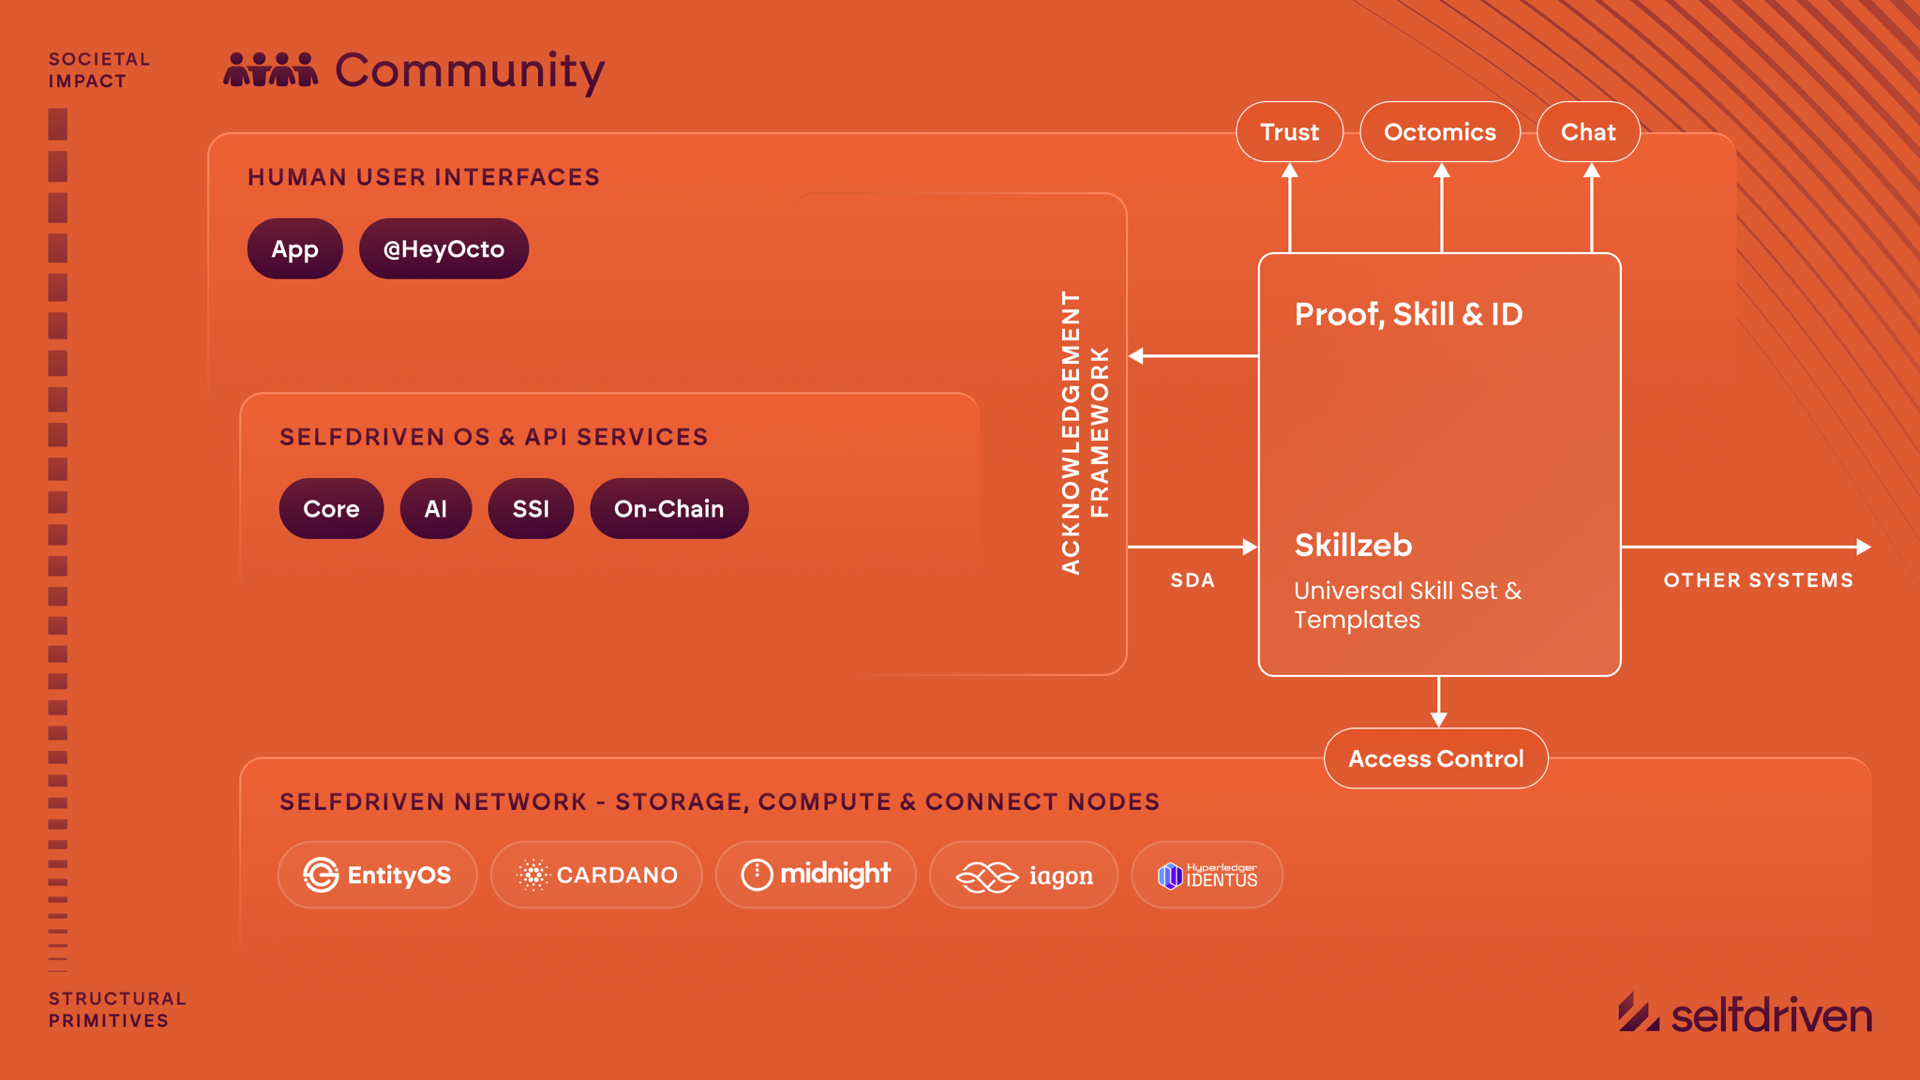 SOCIETAL
IMPACT
Community
Trust
Octomics
Chat
HUMAN USER INTERFACES
App
@HeyOcto
ACKNOWLEDGEMENT
FRAMEWORK
Proof, Skill & ID
SELFDRIVEN OS & API SERVICES
Core
AI
SSI
On-Chain
SDA
Skillzeb
Universal Skill Set &
Templates
OTHER SYSTEMS
Access Control
SELFDRIVEN NETWORK - STORAGE, COMPUTE & CONNECT NODES
EntityOS
CARDANO
midnight
iagon
Hyperledger
IDENTUS
STRUCTURAL
PRIMITIVES
selfdriven